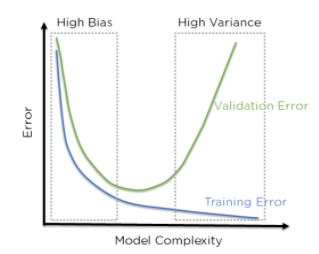 High Bias
High Variance
Validation Error
Error
Training Error
Model Complexity